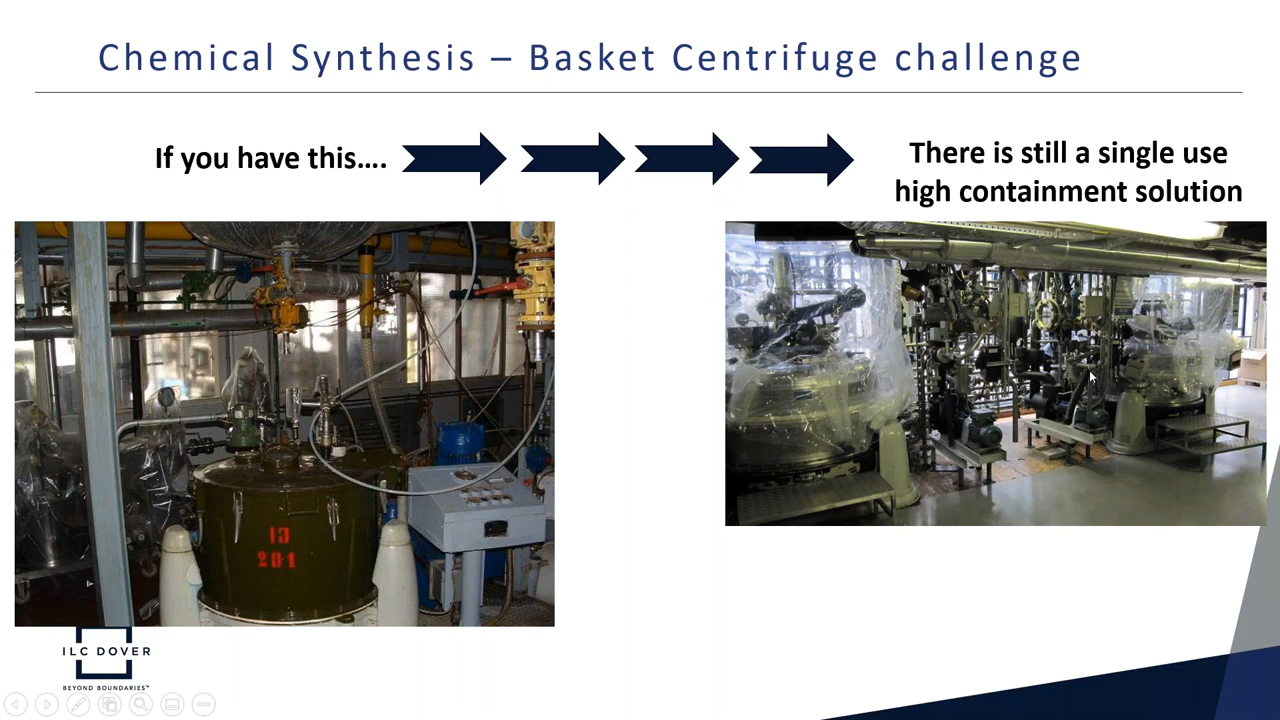 Chemical Synthesis – Basket Centrifuge challenge
If you have this….
There is still a single use
high containment solution
201
ILC DOVER
BEYOND BOUNDARIES™